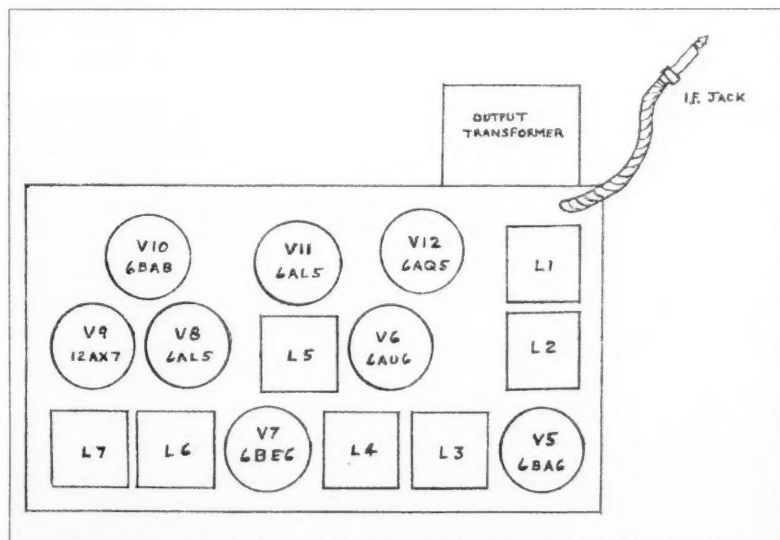 I.F. JACK
OUTPUT
TRANSFORMER
V10
6BA8
V11
6AL5
V12
6AQ5
L1
V9
12AX7
V8
6AL5
L5
V6
6AU6
L2
L7
L6
V7
6BE6
L4
L3
V5
6BA6